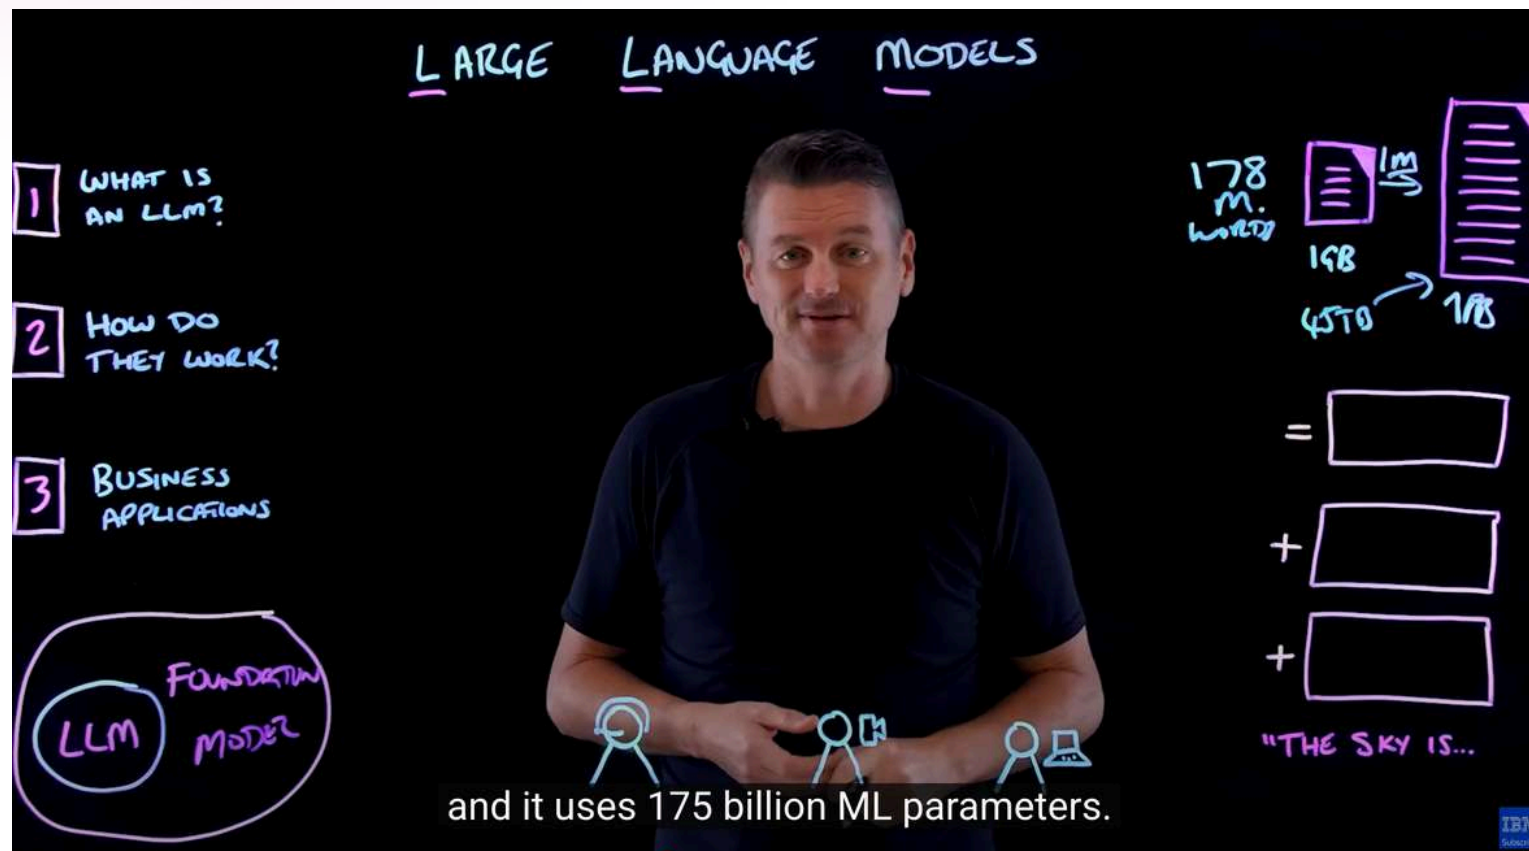 LARGE LANGUAGE MODELS
1
WHAT IS
AN LLM?
2
HOW DO
THEY WORK?
3
BUSINESS
APPLICATIONS
LLM
FOUNDATION
MODEL
178
M.
WORDS
1GB
1M
45TB
1PB
=
+
+
"THE SKY IS...
and it uses 175 billion ML parameters.
IBM